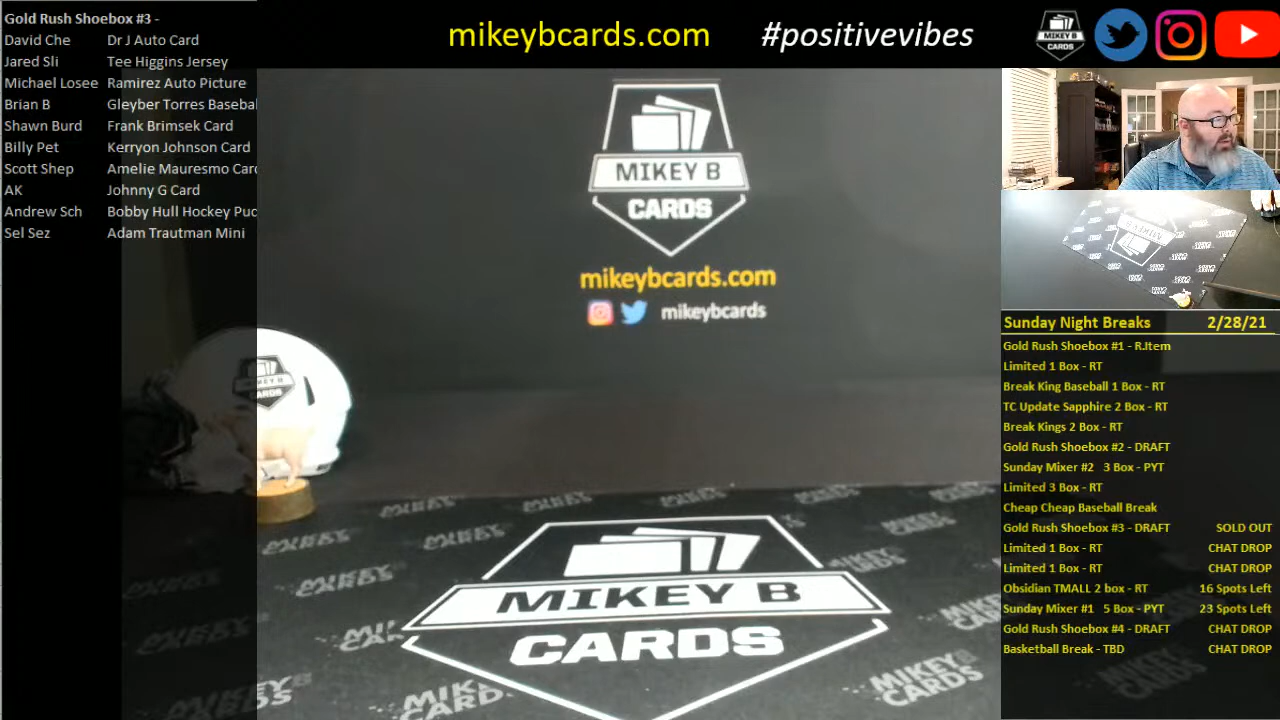 Gold Rush Shoebox #3 -
David Che Dr J Auto Card
Jared Sli Tee Higgins Jersey
Michael Losee Ramirez Auto Picture
Brian B Gleyber Torres Basebal
Shawn Burd Frank Brimsek Card
Billy Pet Kerryon Johnson Card
Scott Shep Amelie Mauresmo Card
AK Johnny G Card
Andrew Sch Bobby Hull Hockey Puc
Sel Sez Adam Trautman Mini
mikeybcards.com #positivevibes
MIKEY B
CARDS
MIKEY B
CARDS
mikeybcards.com
mikeybcards
MIKEY B
CARDS
MIKEY B
CARDS
Sunday Night Breaks 2/28/21
Gold Rush Shoebox #1 - R.Item
Limited 1 Box - RT
Break King Baseball 1 Box - RT
TC Update Sapphire 2 Box - RT
Break Kings 2 Box - RT
Gold Rush Shoebox #2 - DRAFT
Sunday Mixer #2 3 Box - PYT
Limited 3 Box - RT
Cheap Cheap Baseball Break
Gold Rush Shoebox #3 - DRAFT SOLD OUT
Limited 1 Box - RT CHAT DROP
Limited 1 Box - RT CHAT DROP
Obsidian TMALL 2 box - RT 16 Spots Left
Sunday Mixer #1 5 Box - PYT 23 Spots Left
Gold Rush Shoebox #4 - DRAFT CHAT DROP
Basketball Break - TBD CHAT DROP